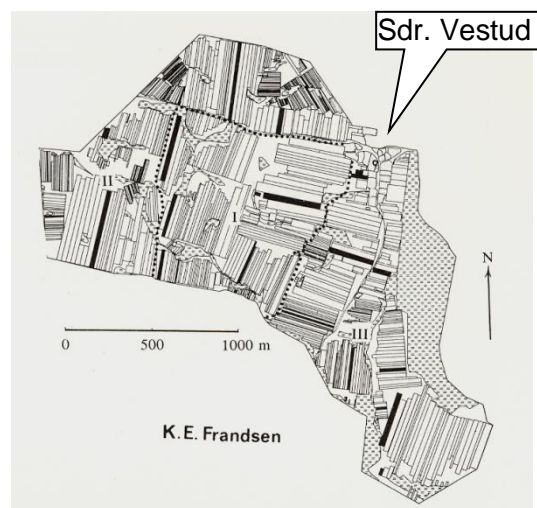 Sdr. Vestud
II
I
N
III
0 500 1000 m
K.E. Frandsen